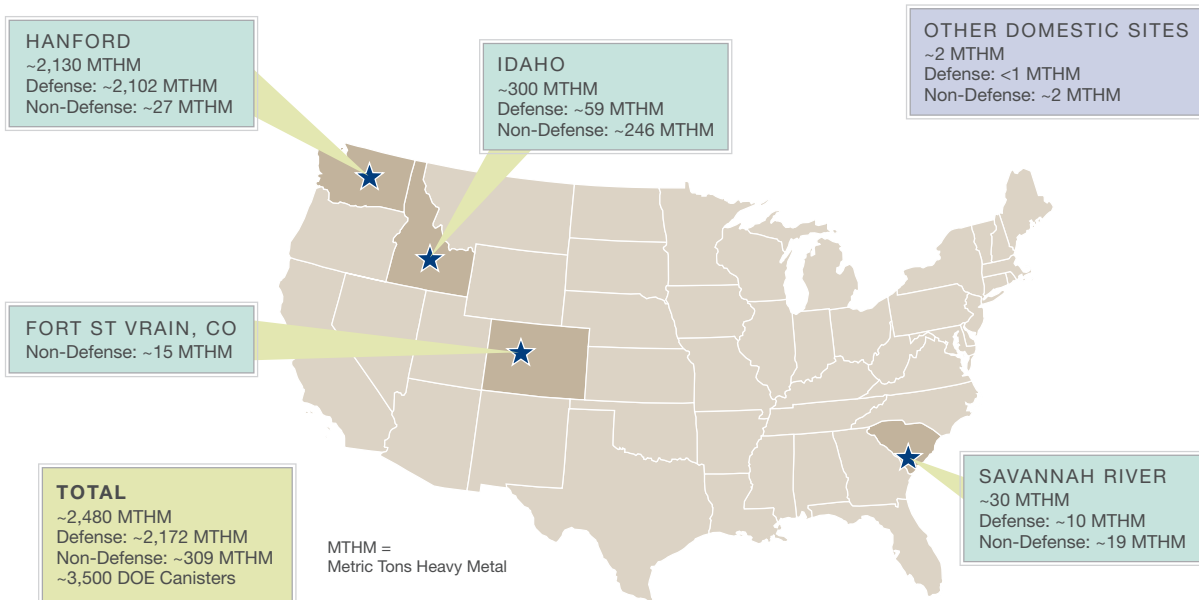 HANFORD
~2,130 MTHM
Defense: ~2,102 MTHM
Non-Defense: ~27 MTHM
IDAHO
~300 MTHM
Defense: ~59 MTHM
Non-Defense: ~246 MTHM
OTHER DOMESTIC SITES
~2 MTHM
Defense: <1 MTHM
Non-Defense: ~2 MTHM
FORT ST VRAIN, CO
Non-Defense: ~15 MTHM
TOTAL
~2,480 MTHM
Defense: ~2,172 MTHM
Non-Defense: ~309 MTHM
~3,500 DOE Canisters
MTHM =
Metric Tons Heavy Metal
SAVANNAH RIVER
~30 MTHM
Defense: ~10 MTHM
Non-Defense: ~19 MTHM